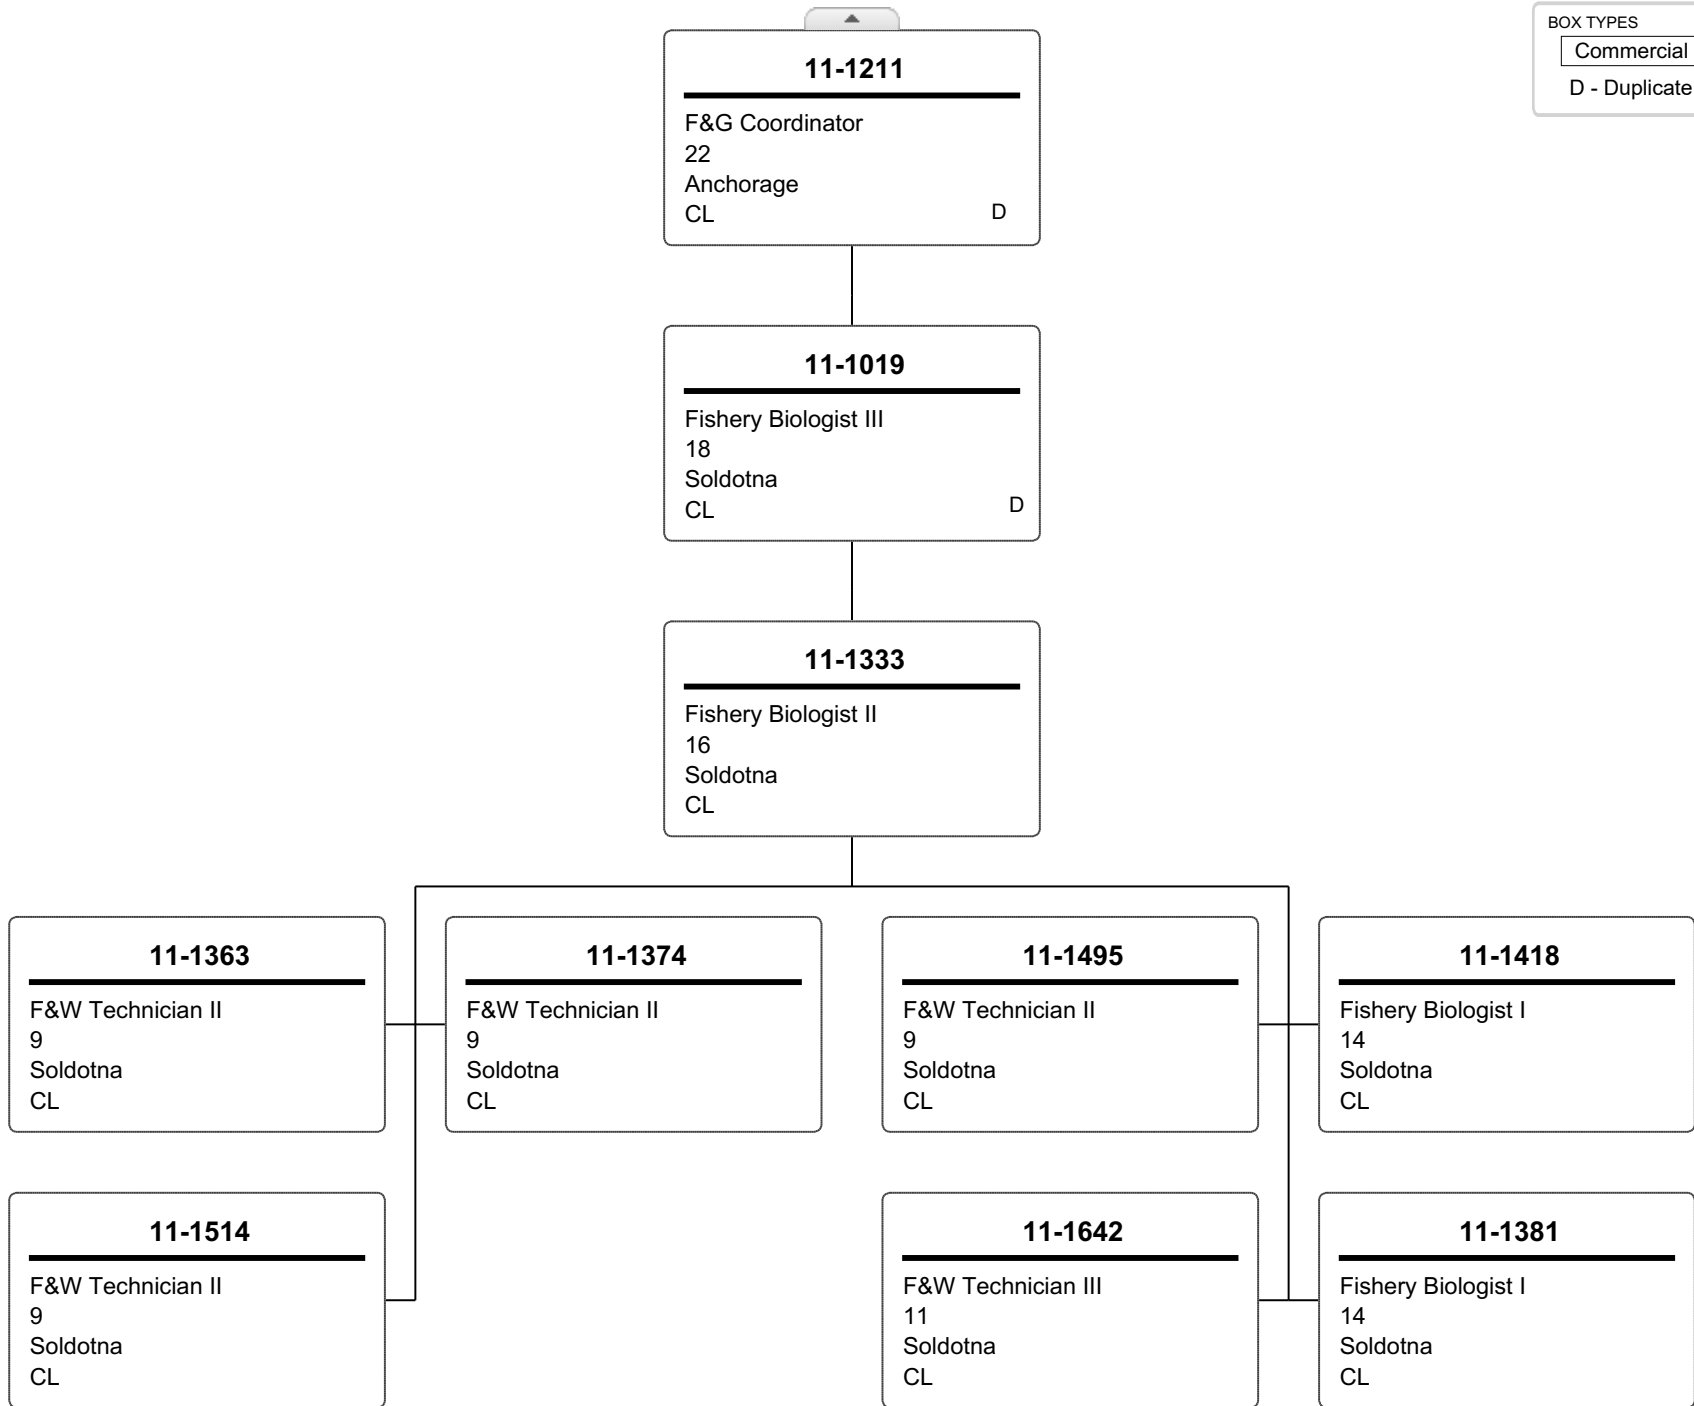 BOX TYPES
Commercial
D - Duplicate
11-1211
F&G Coordinator
22
Anchorage
CL
D
11-1019
Fishery Biologist III
18
Soldotna
CL
D
11-1333
Fishery Biologist II
16
Soldotna
CL
11-1363
F&W Technician II
9
Soldotna
CL
11-1374
F&W Technician II
9
Soldotna
CL
11-1495
F&W Technician II
9
Soldotna
CL
11-1418
Fishery Biologist I
14
Soldotna
CL
11-1514
F&W Technician II
9
Soldotna
CL
11-1642
F&W Technician III
11
Soldotna
CL
11-1381
Fishery Biologist I
14
Soldotna
CL